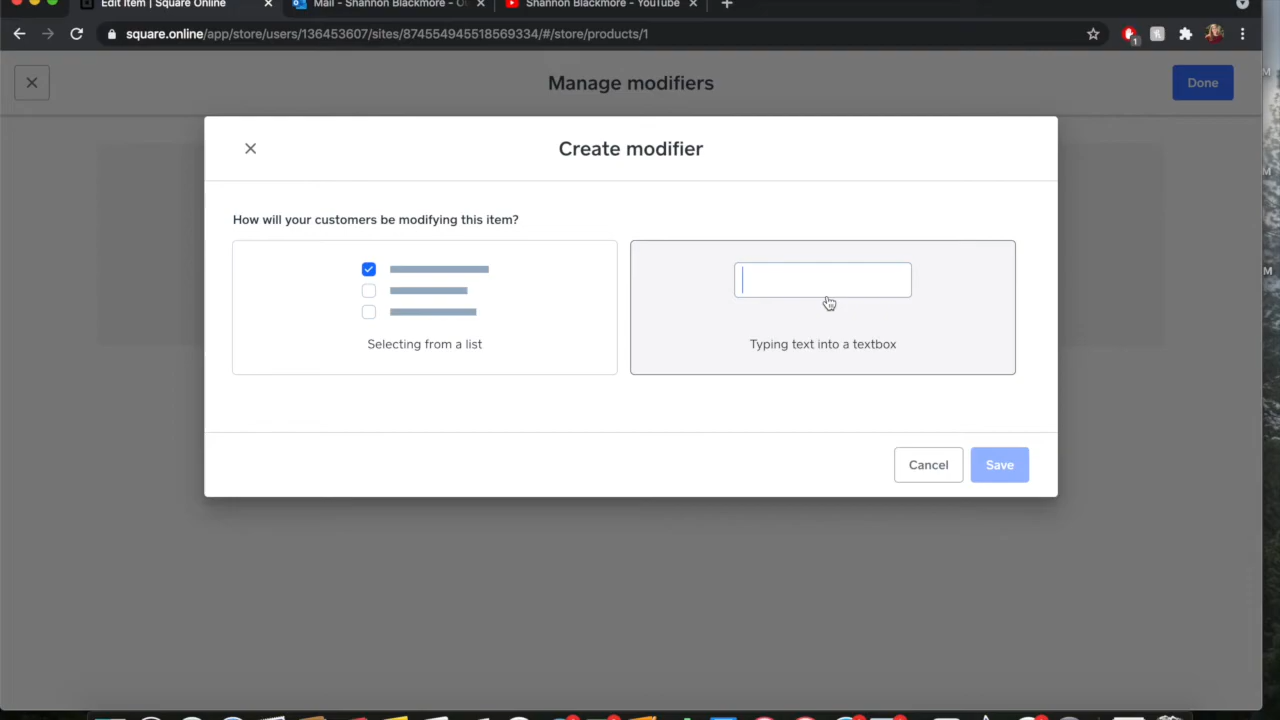 Edit Item | Square Online
Mail - Shannon Blackmore - Ou
Shannon Blackmore - YouTube
square.online/app/store/users/136453607/sites/874554945518569334/#/store/products/1
1
Manage modifiers
Done
Create modifier
How will your customers be modifying this item?
Selecting from a list
Typing text into a textbox
Cancel
Save
M
M
M